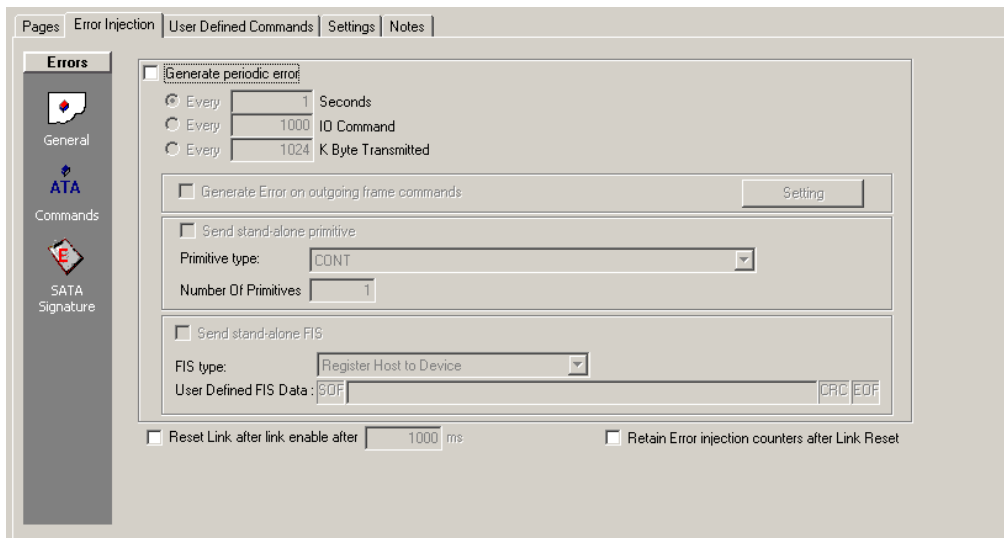 Pages Error Injection User Defined Commands Settings Notes
Errors
General
ATA
Commands
E
SATA
Signature
Generate periodic error
Every 1 Seconds
Every 1000 IO Command
Every 1024 K Byte Transmitted
Generate Error on outgoing frame commands Setting
Send stand-alone primitive
Primitive type: CONT
Number Of Primitives 1
Send stand-alone FIS
FIS type: Register Host to Device
User Defined FIS Data : SOF CRC EOF
Reset Link after link enable after 1000 ms Retain Error injection counters after Link Reset